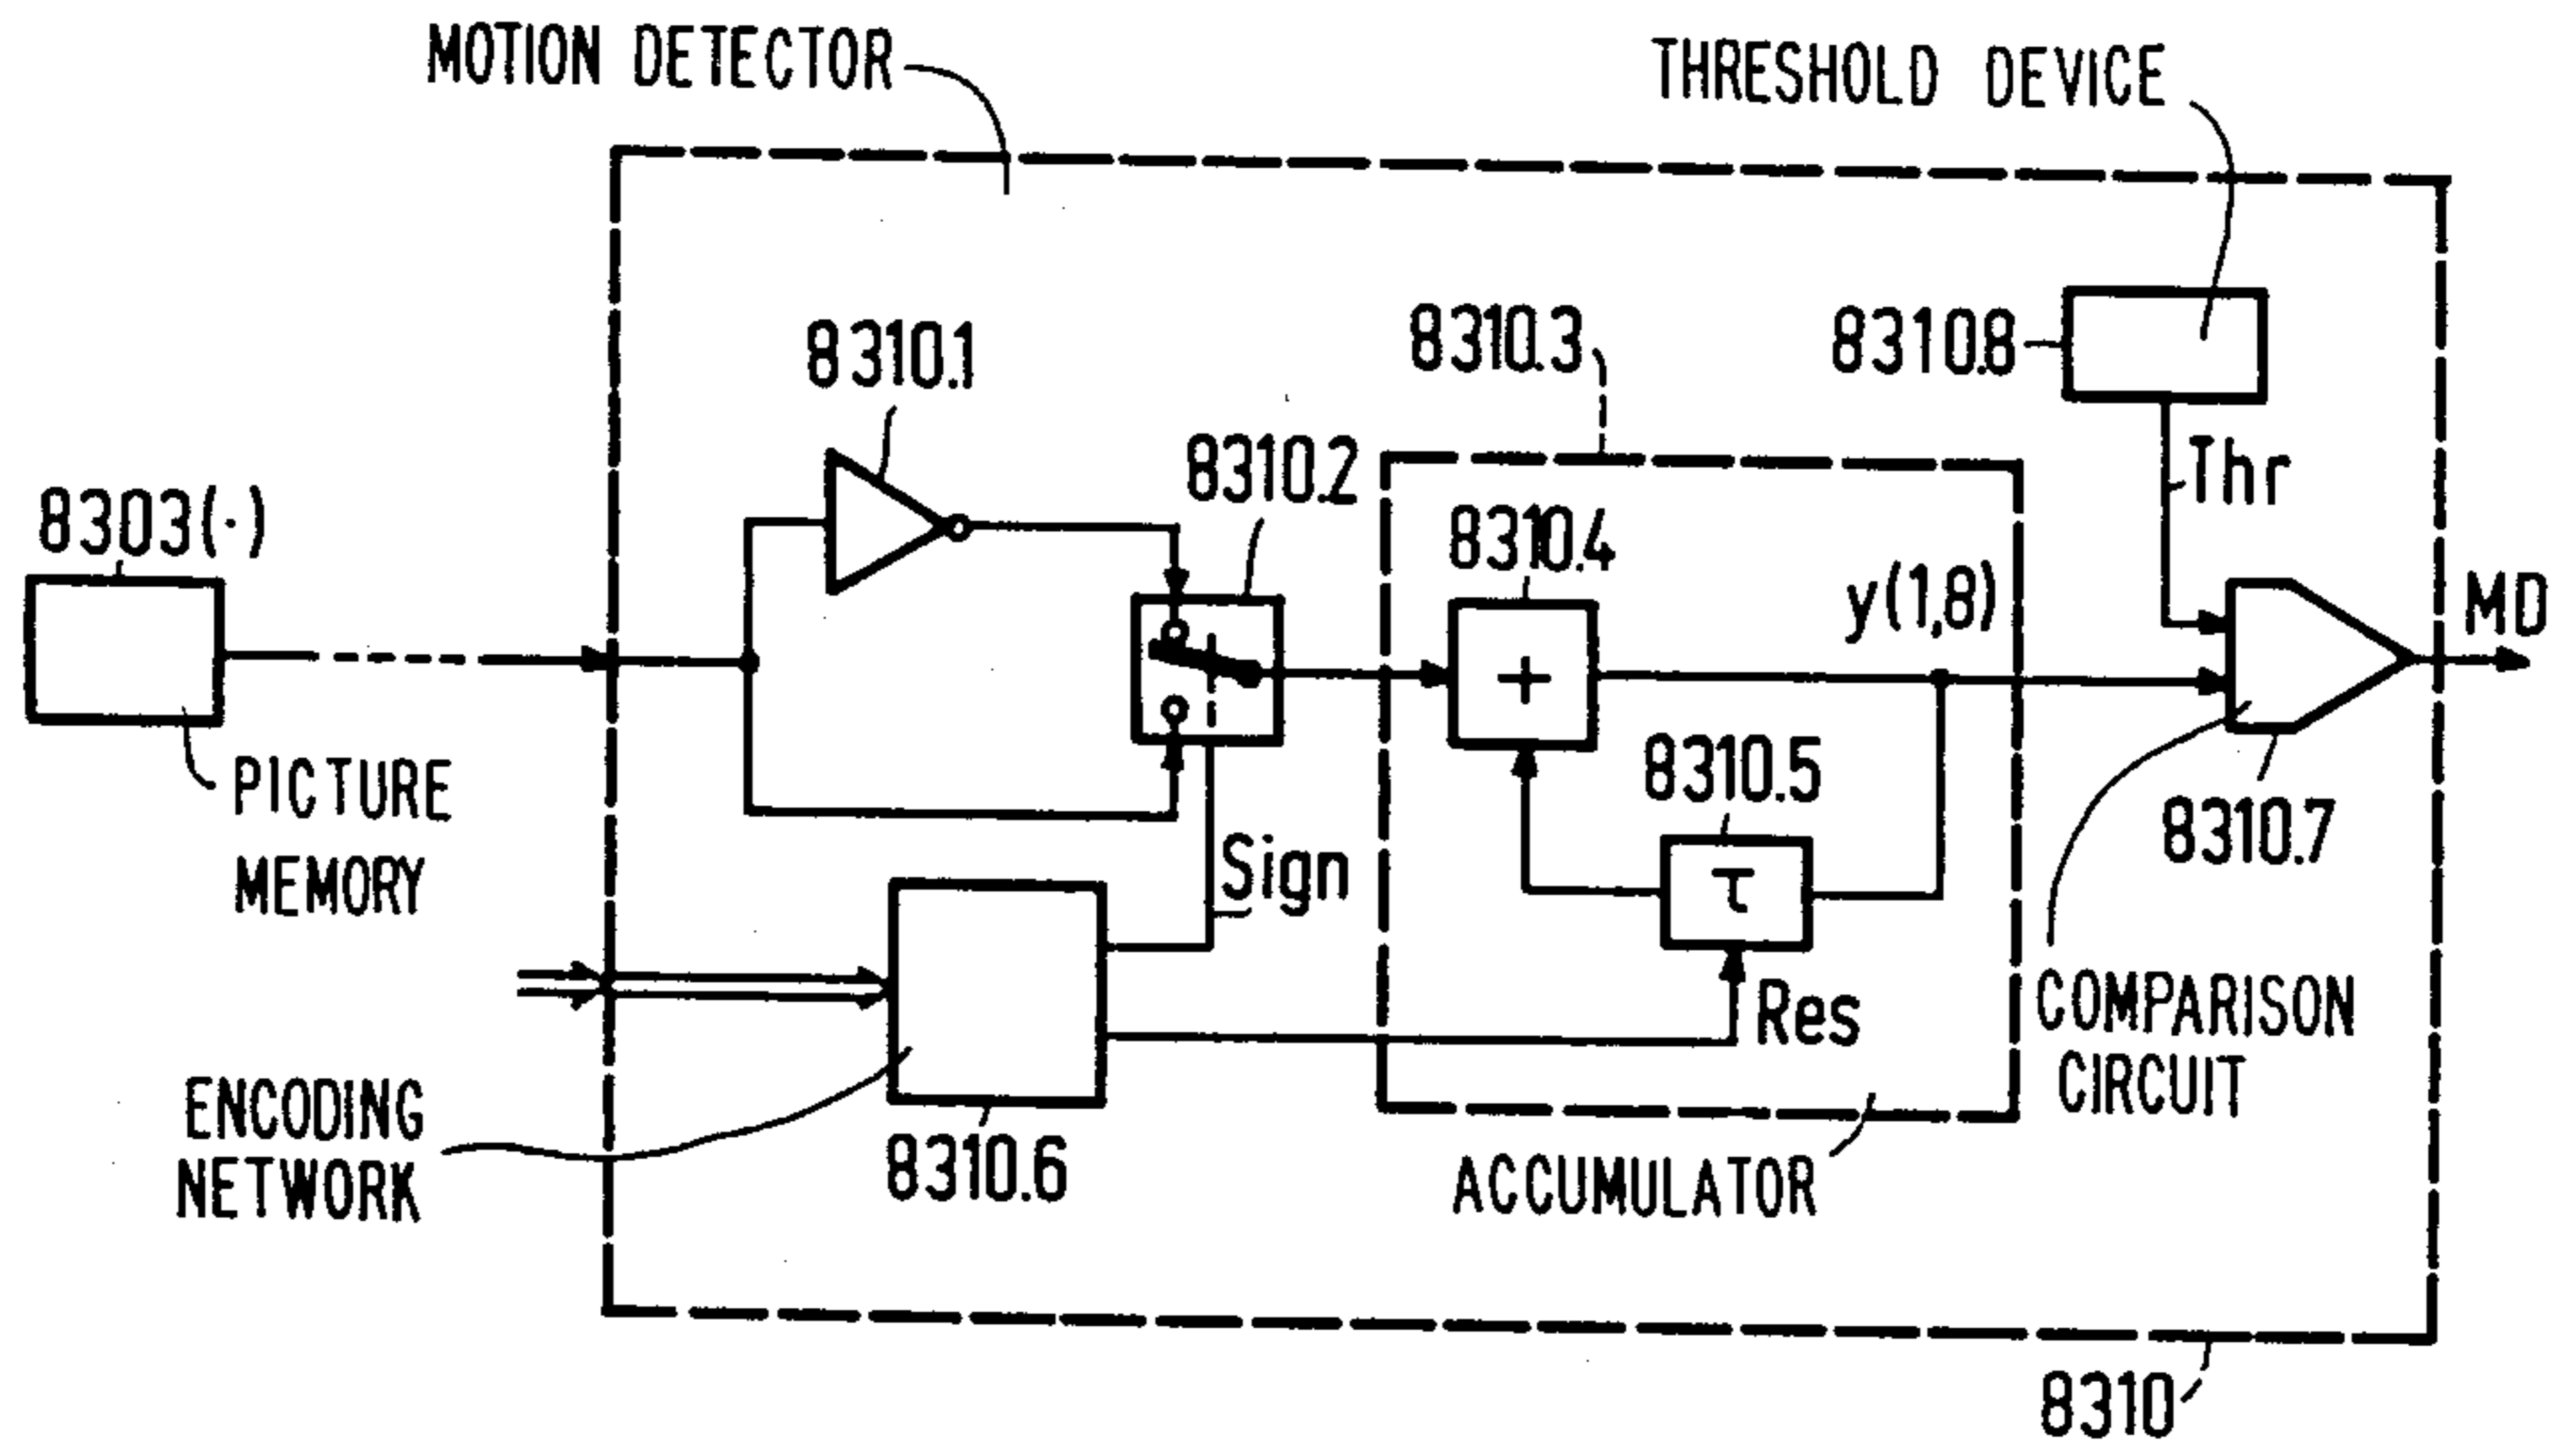 MOTION DETECTOR
THRESHOLD DEVICE
8310.1
8310.3
8310.8
8310.2
Thr
8303(·)
8310.4
y(1,8)
MD
+
8310.5
PICTURE
MEMORY
τ
8310.7
Sign
Res
COMPARISON
CIRCUIT
ENCODING
NETWORK
8310.6
ACCUMULATOR
8310